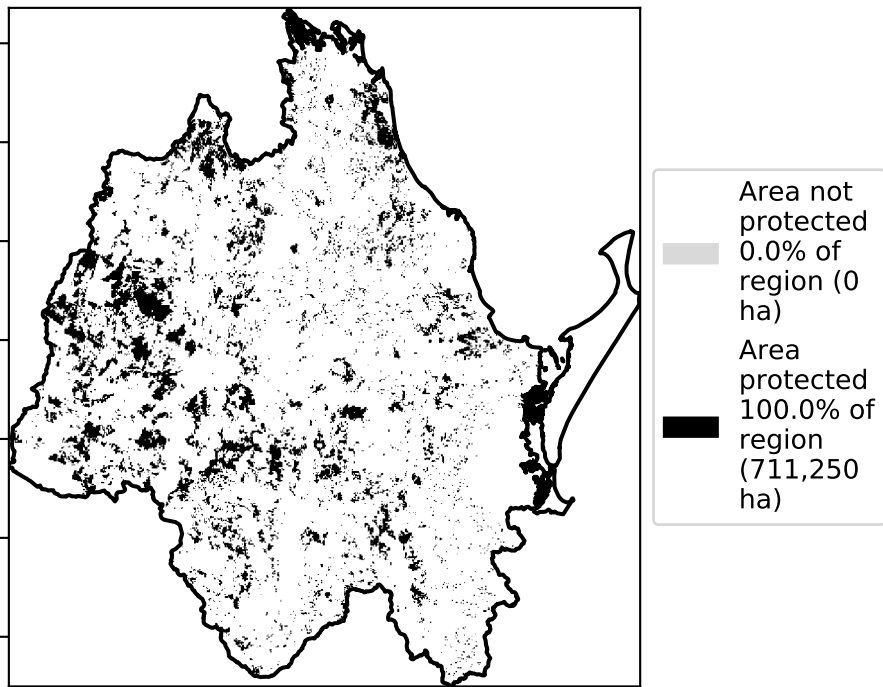 Area not
protected
0.0% of
region (0
ha)
Area
protected
100.0% of
region
(711,250
ha)